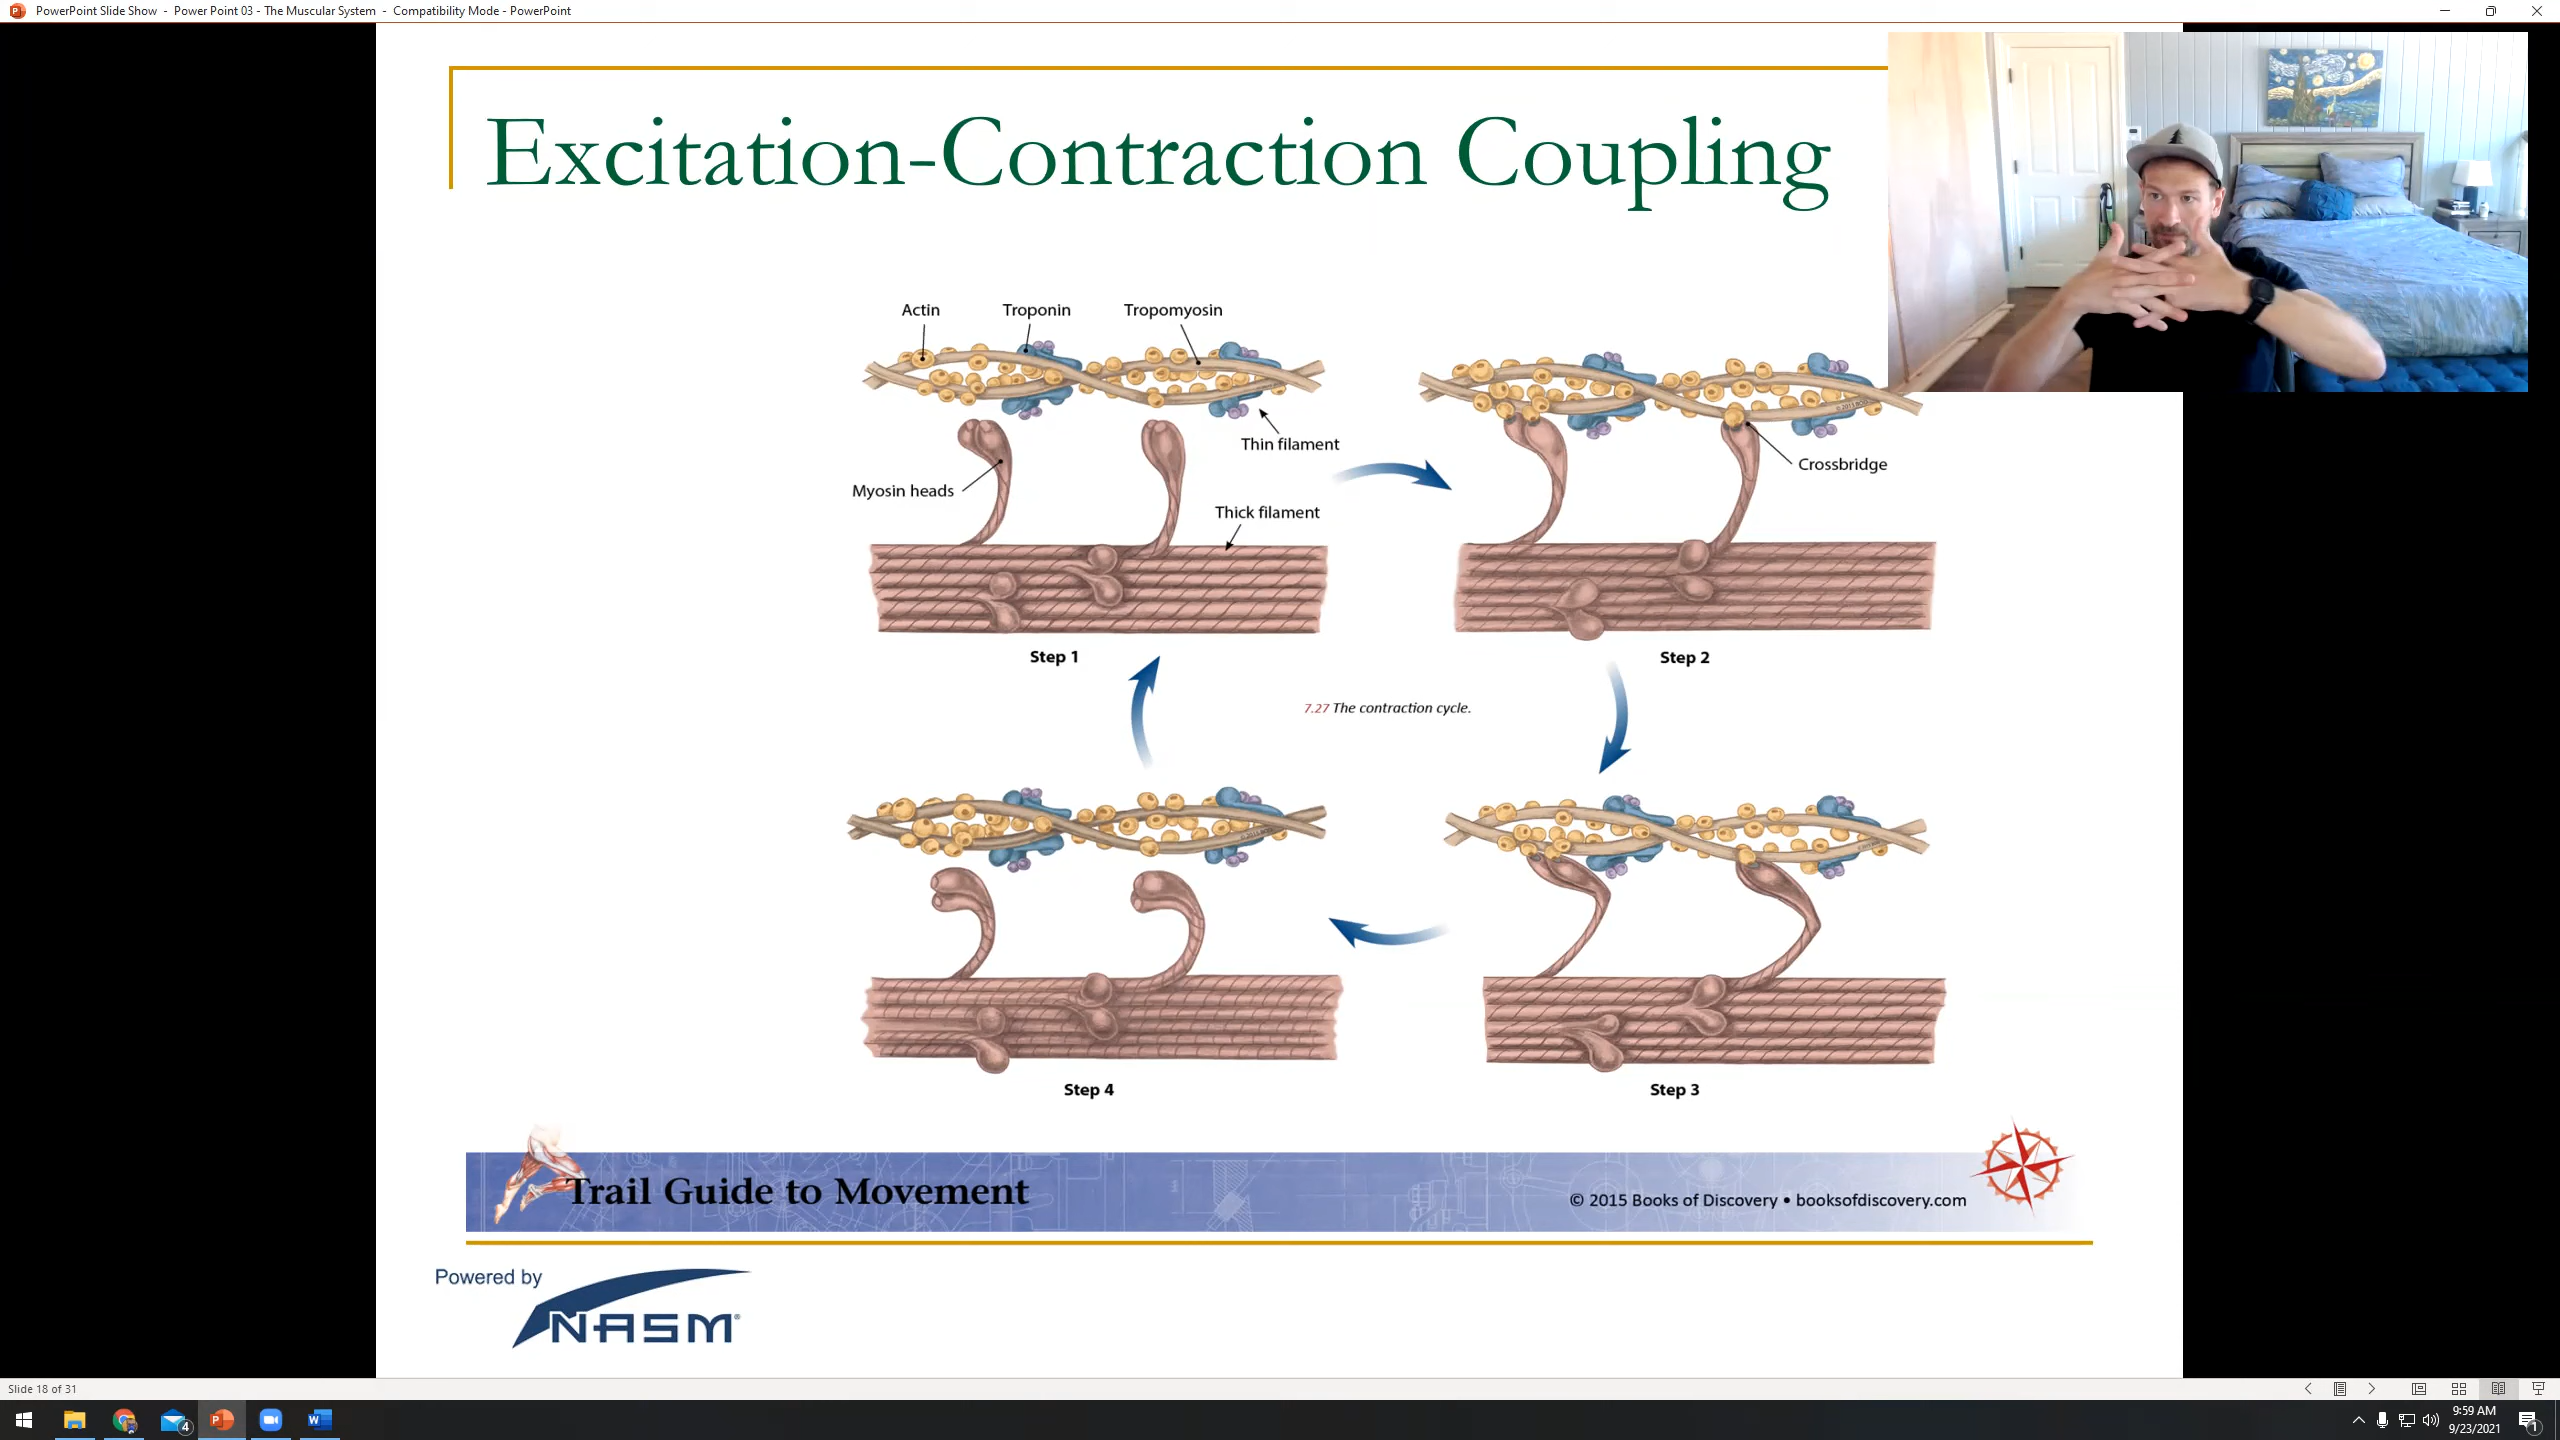 PowerPoint Slide Show - Power Point 03 - The Muscular System - Compatibility Mode - PowerPoint
Excitation-Contraction Coupling
Actin
Troponin
Tropomyosin
Thin filament
Myosin heads
Thick filament
Crossbridge
Step 1
Step 2
7.27 The contraction cycle.
Step 4
Step 3
Trail Guide to Movement
© 2015 Books of Discovery • booksofdiscovery.com
Powered by
NASM
Slide 18 of 31
4
9:59 AM
9/23/2021
1